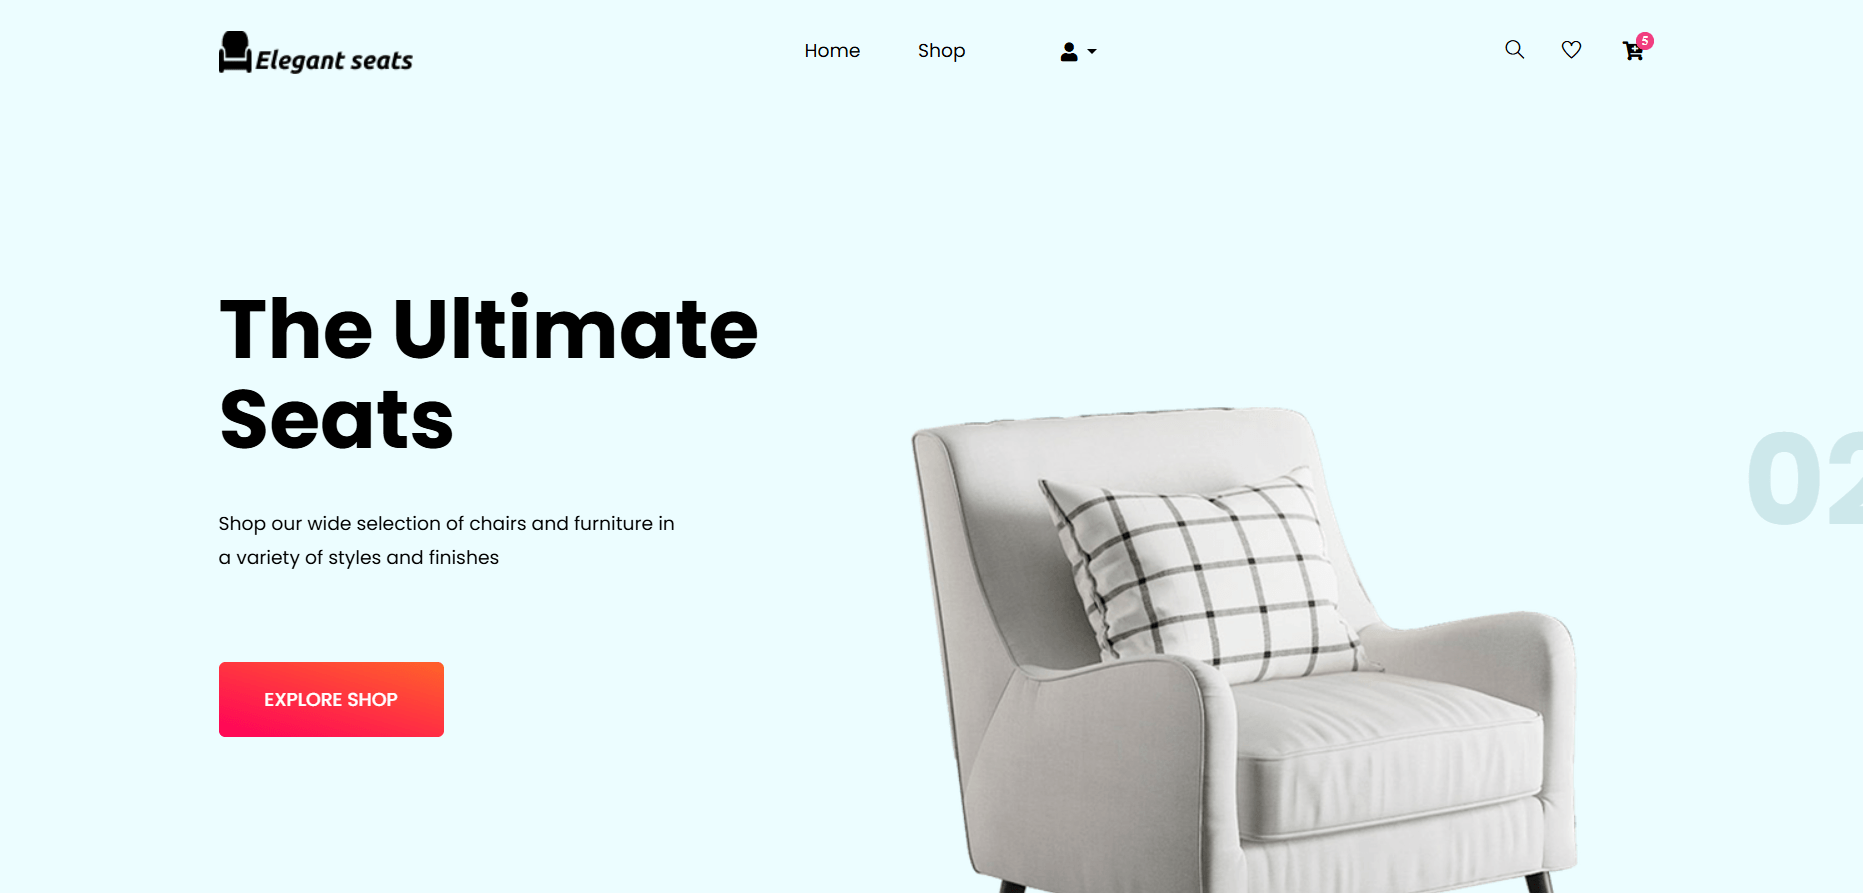 Elegant seats
Home
Shop
5
The Ultimate
Seats
Shop our wide selection of chairs and furniture in
a variety of styles and finishes
EXPLORE SHOP
02